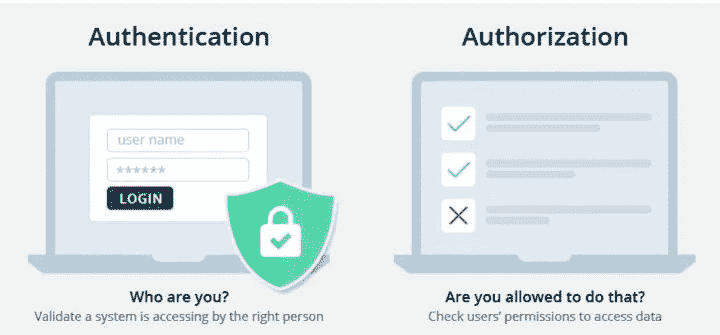 Authentication
user name
******
LOGIN
Who are you?
Validate a system is accessing by the right person
Authorization
Are you allowed to do that?
Check users’ permissions to access data